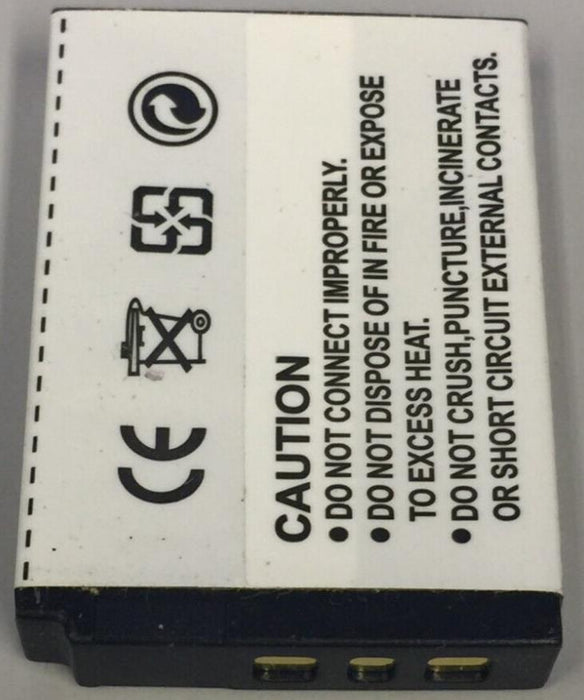 CE
CAUTION
● DO NOT CONNECT IMPROPERLY.
● DO NOT DISPOSE OF IN FIRE OR EXPOSE
TO EXCESS HEAT.
● DO NOT CRUSH,PUNCTURE,INCINERATE
OR SHORT CIRCUIT EXTERNAL CONTACTS.